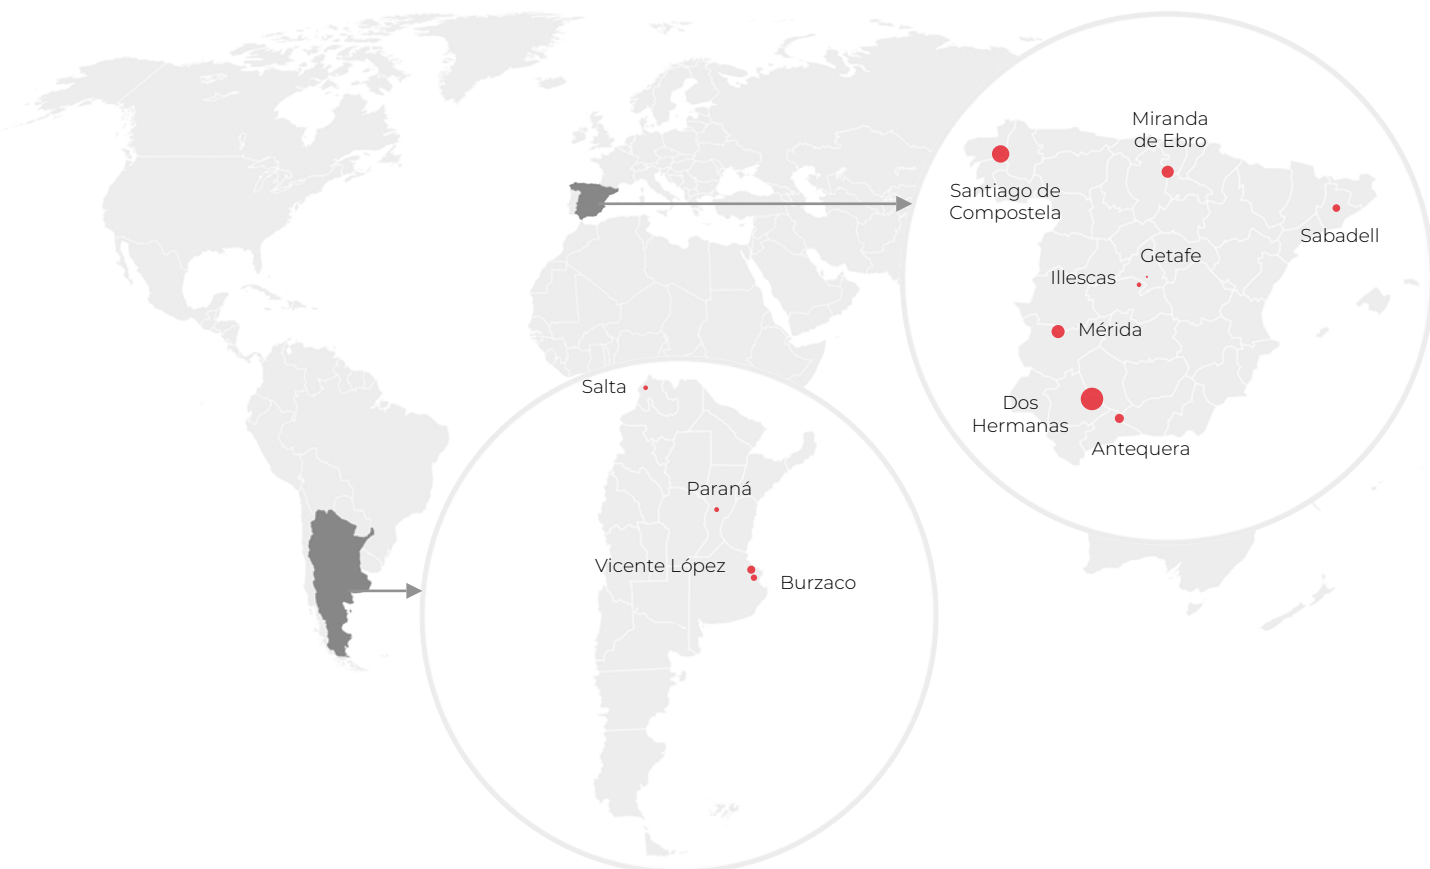 Miranda
de Ebro
Santiago de
Compostela
Sabadell
Getafe
Illescas
Mérida
Dos
Hermanas
Antequera
Salta
Paraná
Vicente López
Burzaco